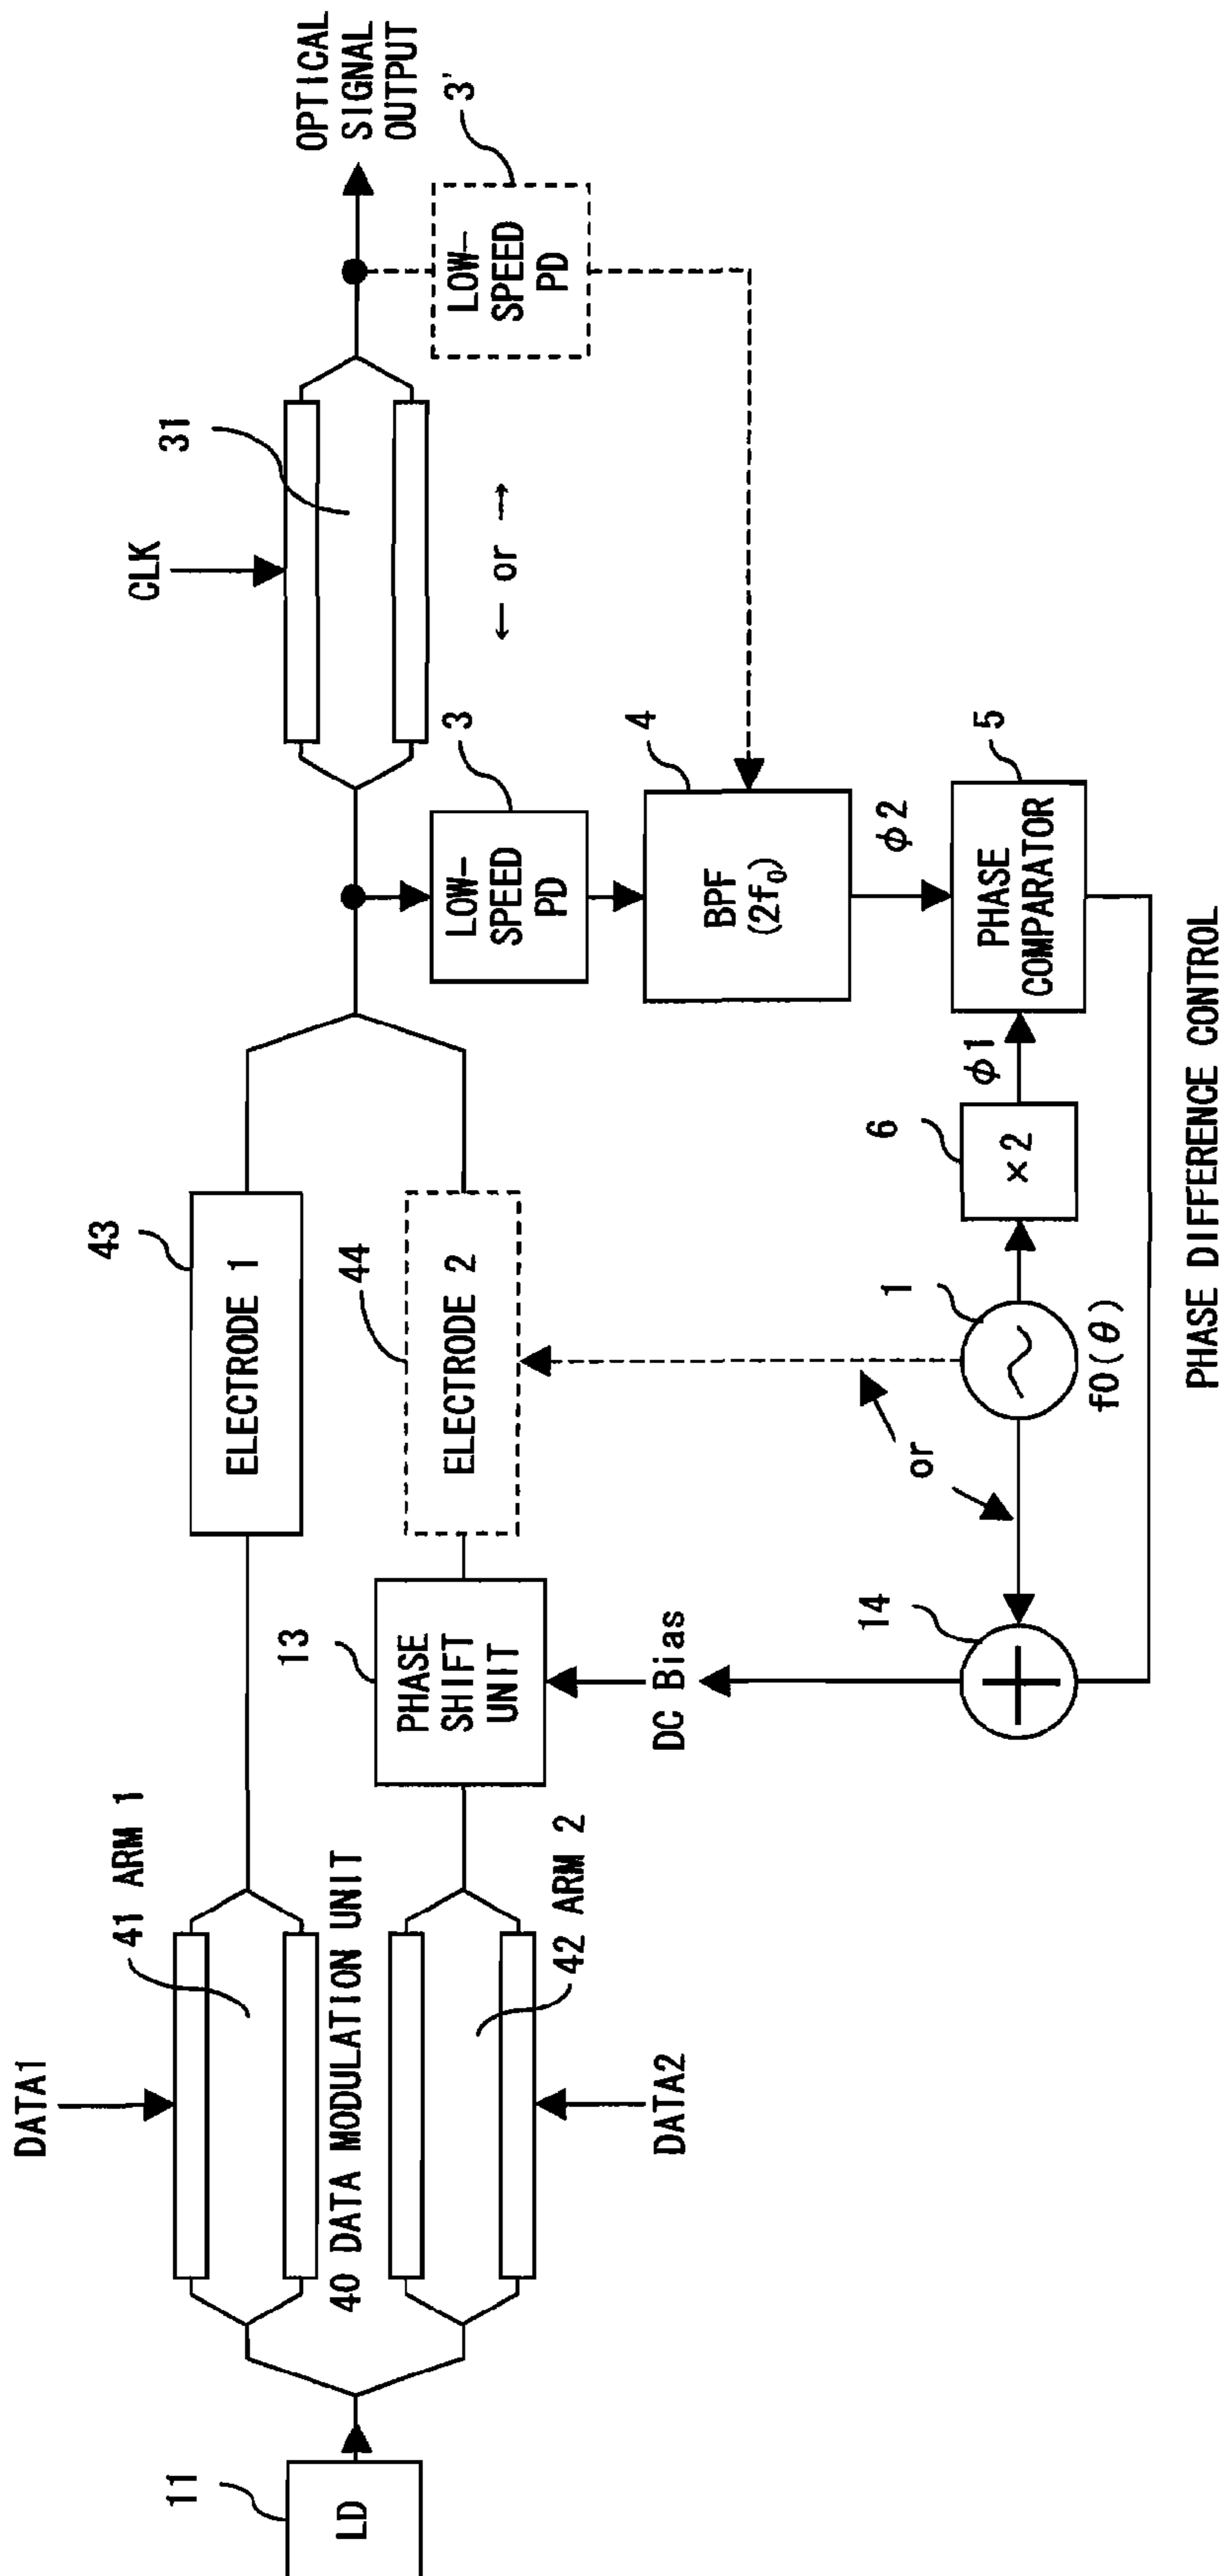 11
LD
DATA1
41 ARM 1
40 DATA MODULATION UNIT
42 ARM 2
DATA2
13
PHASE
SHIFT
UNIT
DC Bias
14
43
ELECTRODE 1
44
ELECTRODE 2
or
1
f0(θ)
6
×2
φ1
3
LOW-
SPEED
PD
4
BPF
(2f₀)
φ2
5
PHASE
COMPARATOR
PHASE DIFFERENCE CONTROL
CLK
31
← or →
3'
LOW-
SPEED
PD
OPTICAL
SIGNAL
OUTPUT